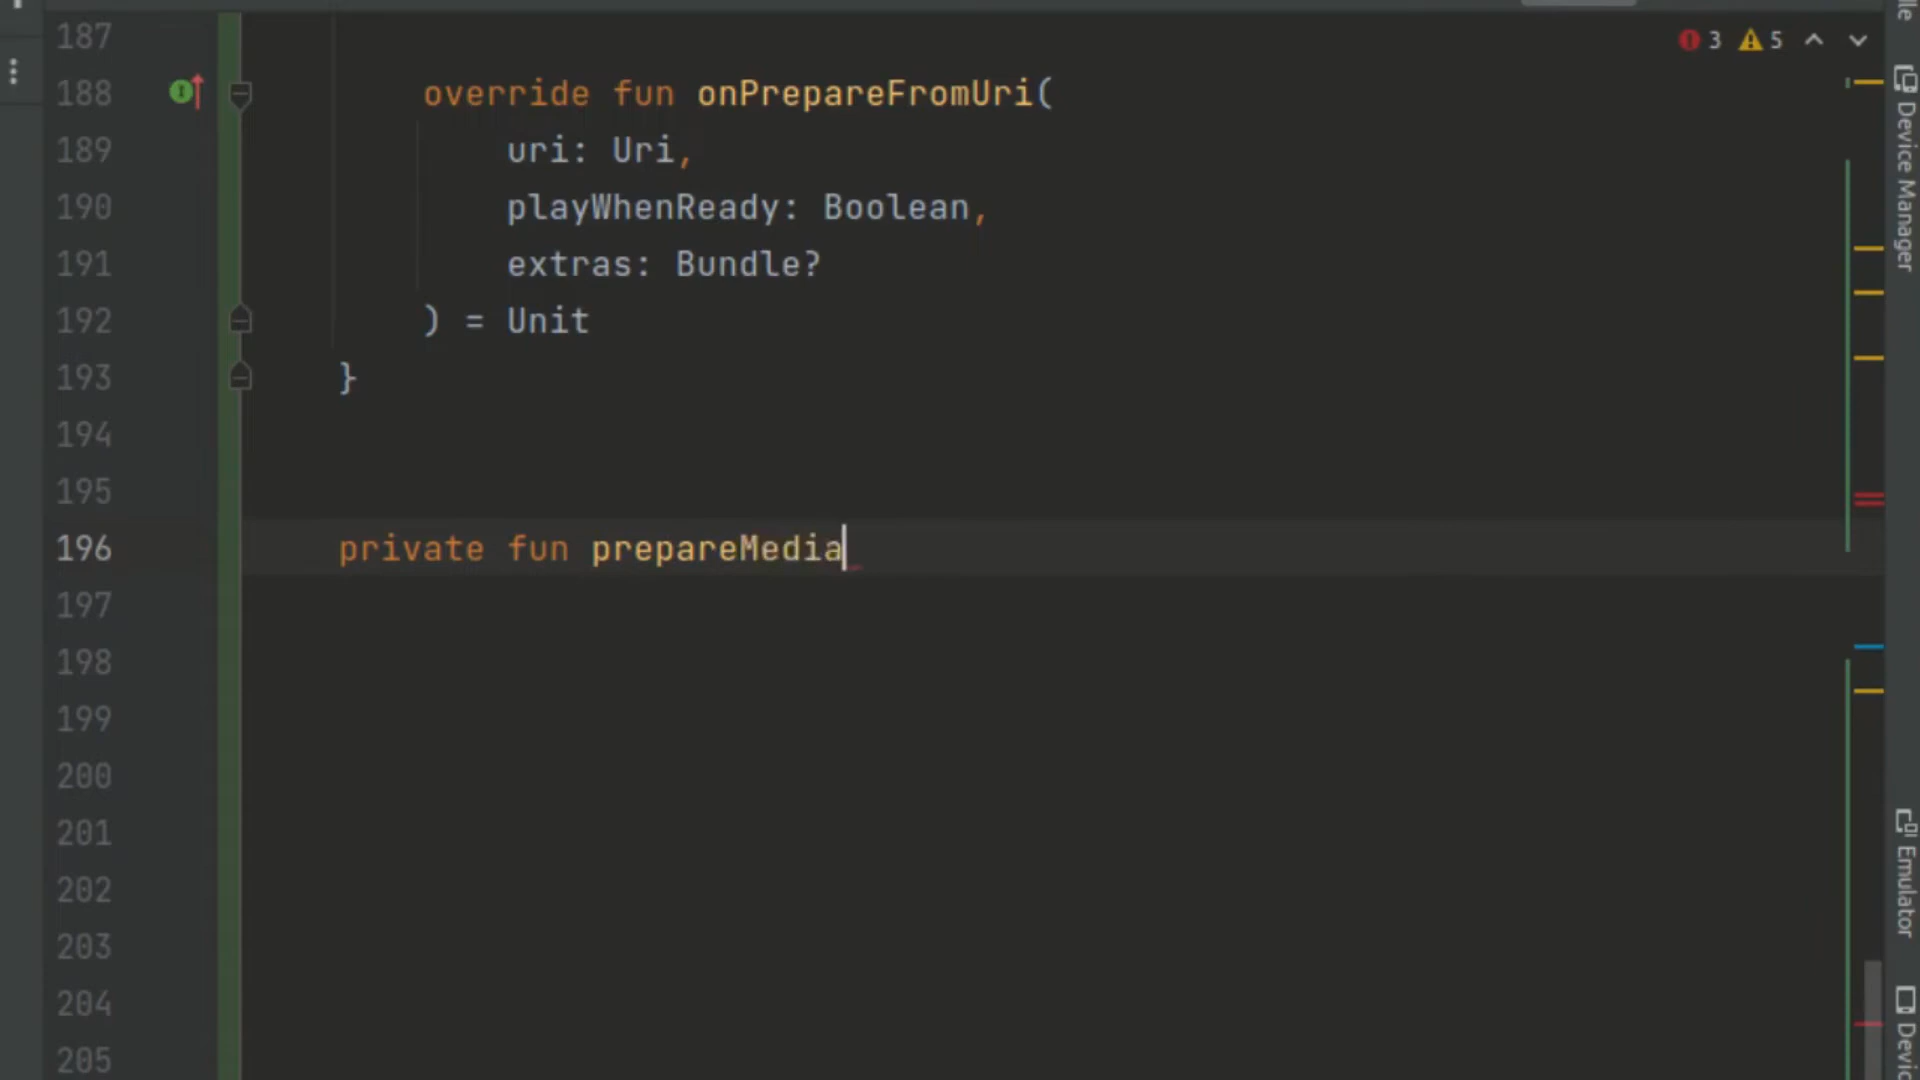 187
3 5
188 override fun onPrepareFromUri(
189 uri: Uri,
190 playWhenReady: Boolean,
191 extras: Bundle?
192 ) = Unit
193 }
194
195
196 private fun prepareMedia
197
198
199
200
201
202
203
204
205
Device Manager
Emulator